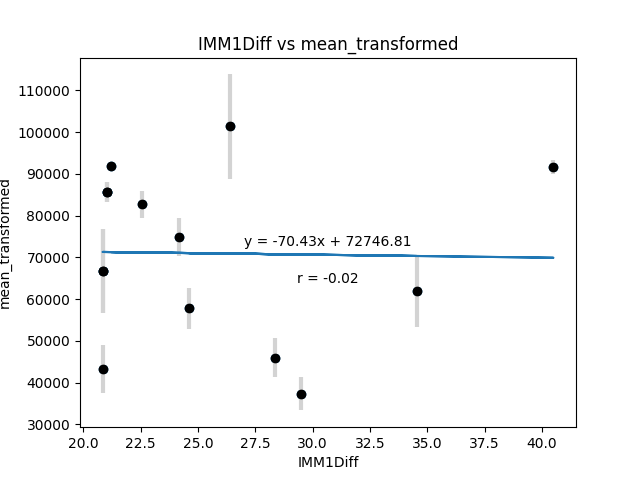 IMM1Diff vs mean_transformed
110000
100000
90000
80000
70000
60000
50000
40000
30000
mean_transformed
y = -70.43x + 72746.81
r = -0.02
20.0 22.5 25.0 27.5 30.0 32.5 35.0 37.5 40.0
IMM1Diff